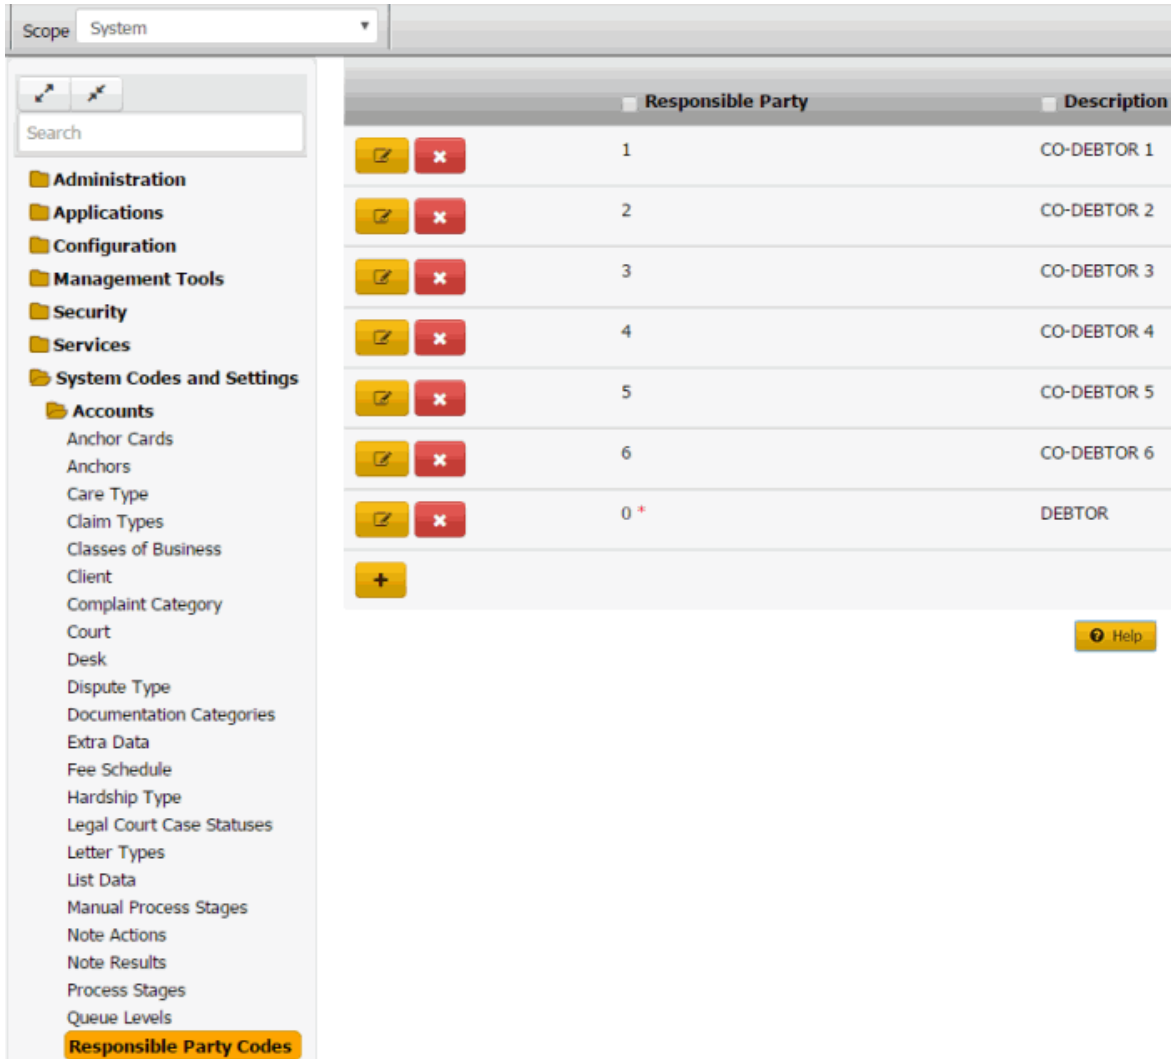 Scope System
Search
Administration
Applications
Configuration
Management Tools
Security
Services
System Codes and Settings
Accounts
Anchor Cards
Anchors
Care Type
Claim Types
Classes of Business
Client
Complaint Category
Court
Desk
Dispute Type
Documentation Categories
Extra Data
Fee Schedule
Hardship Type
Legal Court Case Statuses
Letter Types
List Data
Manual Process Stages
Note Actions
Note Results
Process Stages
Queue Levels
Responsible Party Codes
Responsible Party Description
1 CO-DEBTOR 1
2 CO-DEBTOR 2
3 CO-DEBTOR 3
4 CO-DEBTOR 4
5 CO-DEBTOR 5
6 CO-DEBTOR 6
0 * DEBTOR
Help